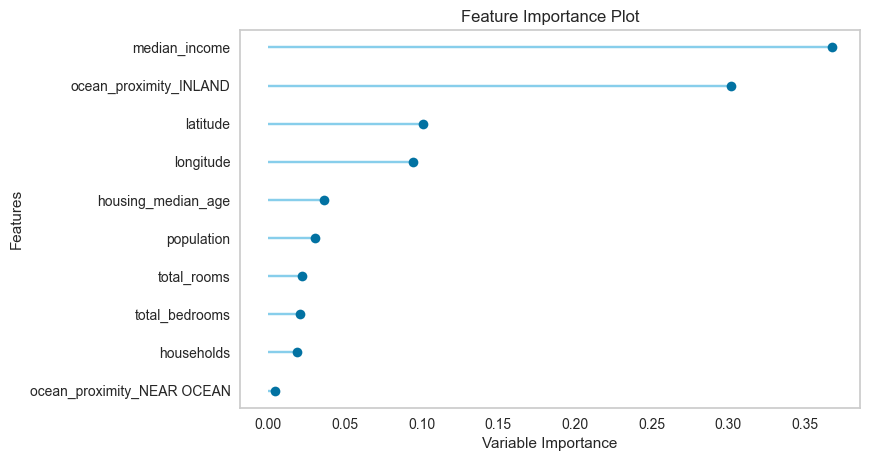 Feature Importance Plot
Features
median_income
ocean_proximity_INLAND
latitude
longitude
housing_median_age
population
total_rooms
total_bedrooms
households
ocean_proximity_NEAR OCEAN
0.00 0.05 0.10 0.15 0.20 0.25 0.30 0.35
Variable Importance